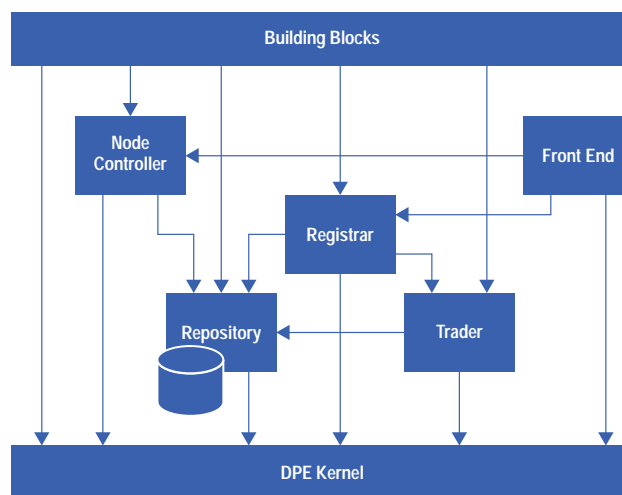 Building Blocks
Node
Controller
Front End
Registrar
Repository
Trader
DPE Kernel